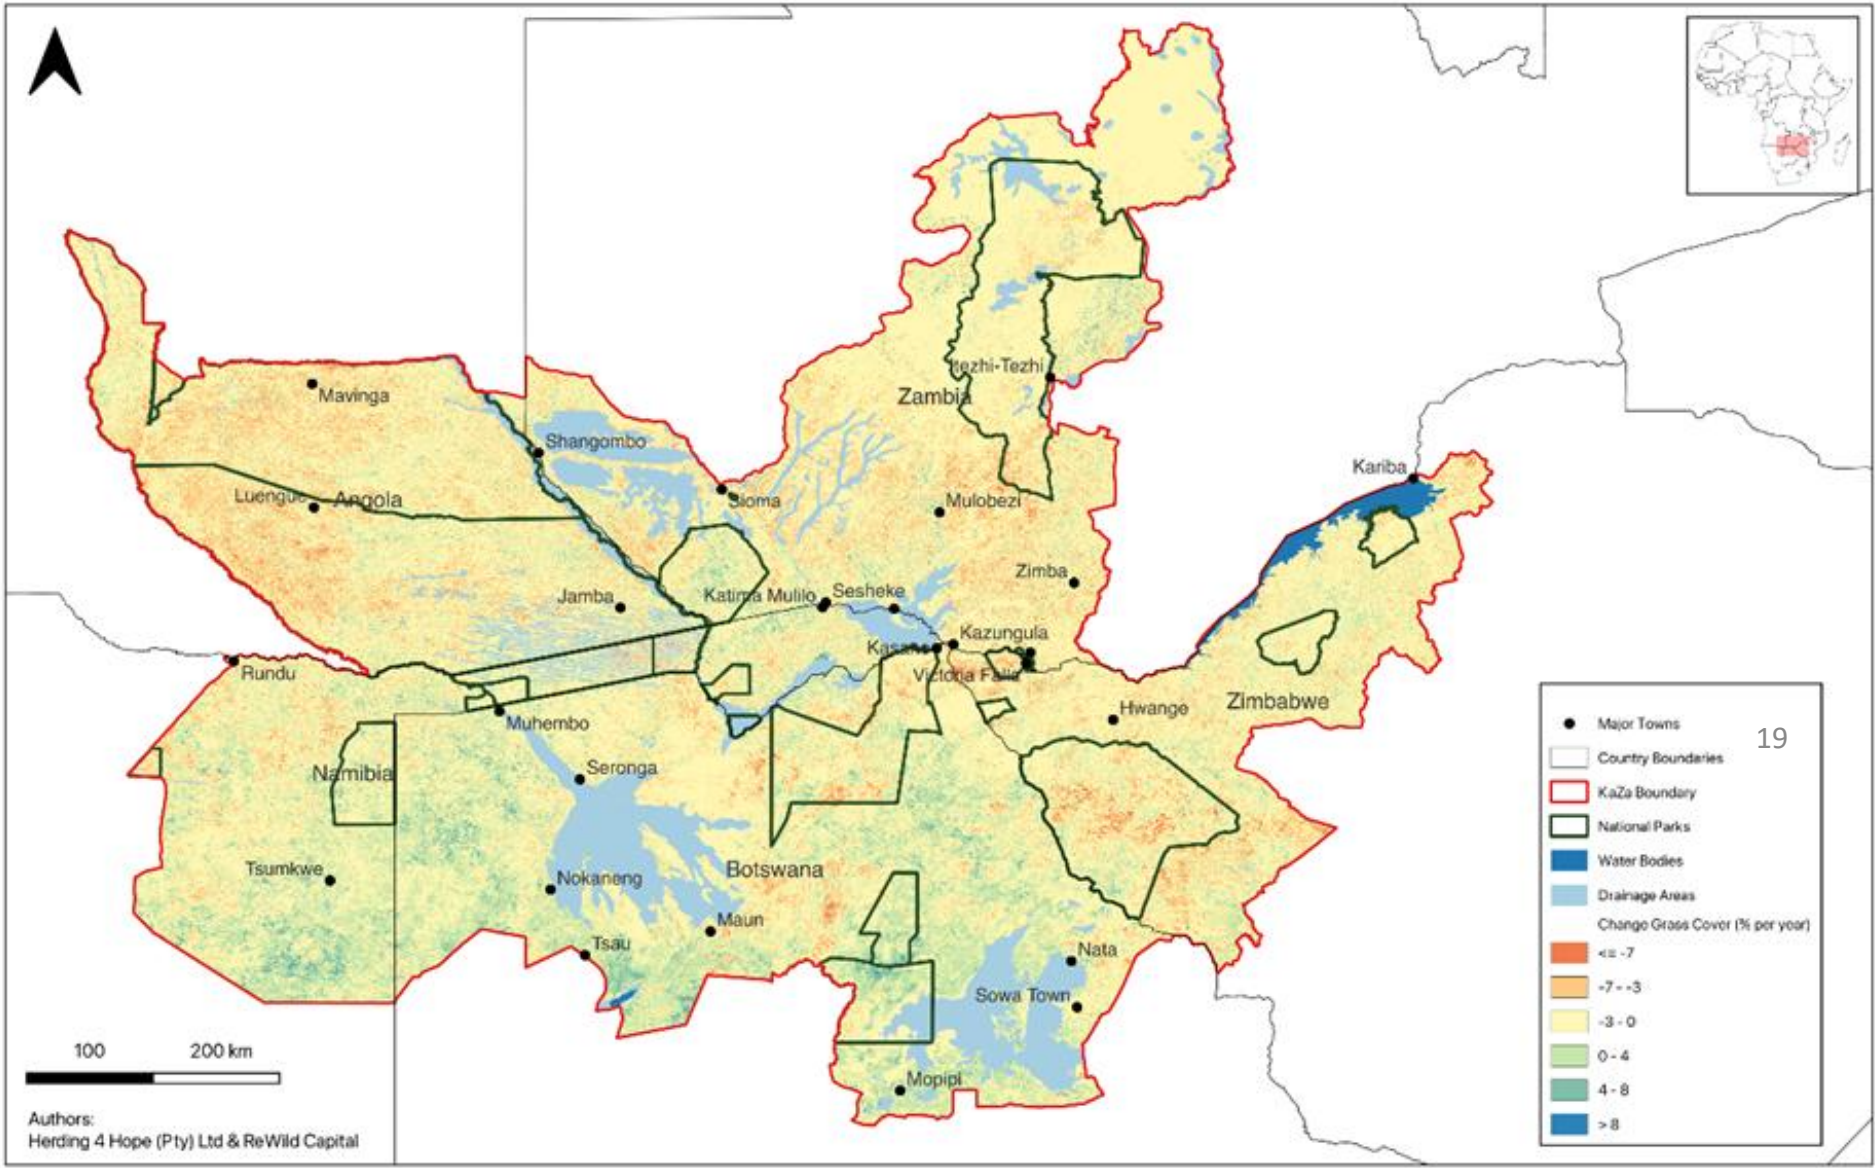 Mavinga
Shangombo
Luengue
Angola
Sioma
Itezhi-Tezhi
Zambia
Mulobezi
Kariba
Zimba
Jamba
Katima Mulilo
Sesheke
Kazungula
Kasane
Victoria Falls
Rundu
Muhembo
Hwange
Zimbabwe
Namibia
Seronga
Tsumkwe
Nokaneng
Botswana
Maun
Tsau
Nata
Sowa Town
Mopipi
100 200 km
Authors:
Herding 4 Hope (Pty) Ltd & ReWild Capital
Major Towns
19
Country Boundaries
KaZa Boundary
National Parks
Water Bodies
Drainage Areas
Change Grass Cover (% per year)
<= -7
-7 - -3
-3 - 0
0 - 4
4 - 8
> 8